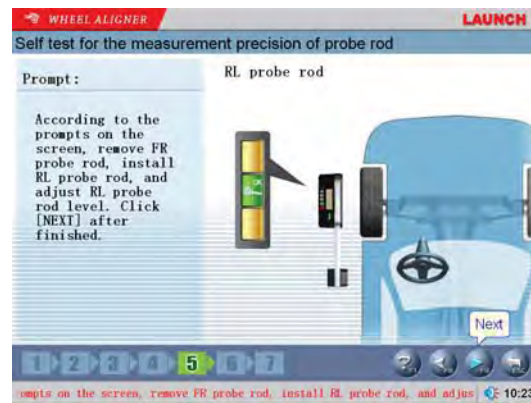 WHEEL ALIGNER
LAUNCH
Self test for the measurement precision of probe rod
Prompt:
RL probe rod
According to the
prompts on the
screen, remove FR
probe rod, install
RL probe rod, and
adjust RL probe
rod level. Click
[NEXT] after
finished.
Next
1 2 3 4 5 6 7
ompts on the screen, remove FR probe rod, install RL probe rod, and adjus
10:23